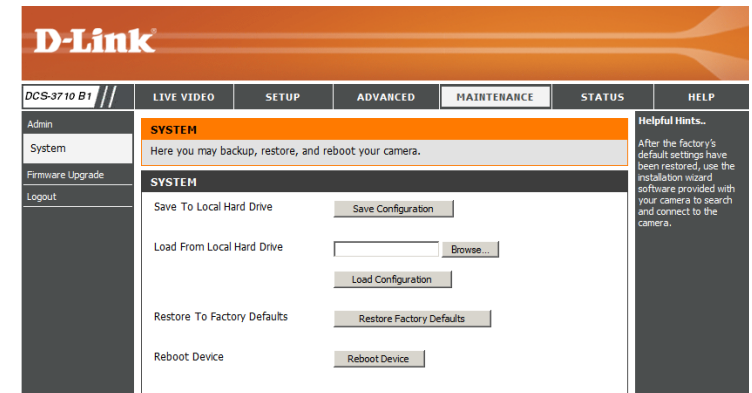 D-Link
DCS-3710 B1
LIVE VIDEO
SETUP
ADVANCED
MAINTENANCE
STATUS
HELP
Admin
System
Firmware Upgrade
Logout
SYSTEM
Here you may backup, restore, and reboot your camera.
SYSTEM
Save To Local Hard Drive
Save Configuration
Load From Local Hard Drive
Browse...
Load Configuration
Restore To Factory Defaults
Restore Factory Defaults
Reboot Device
Reboot Device
Helpful Hints..
After the factory's
default settings have
been restored, use the
installation wizard
software provided with
your camera to search
and connect to the
camera.